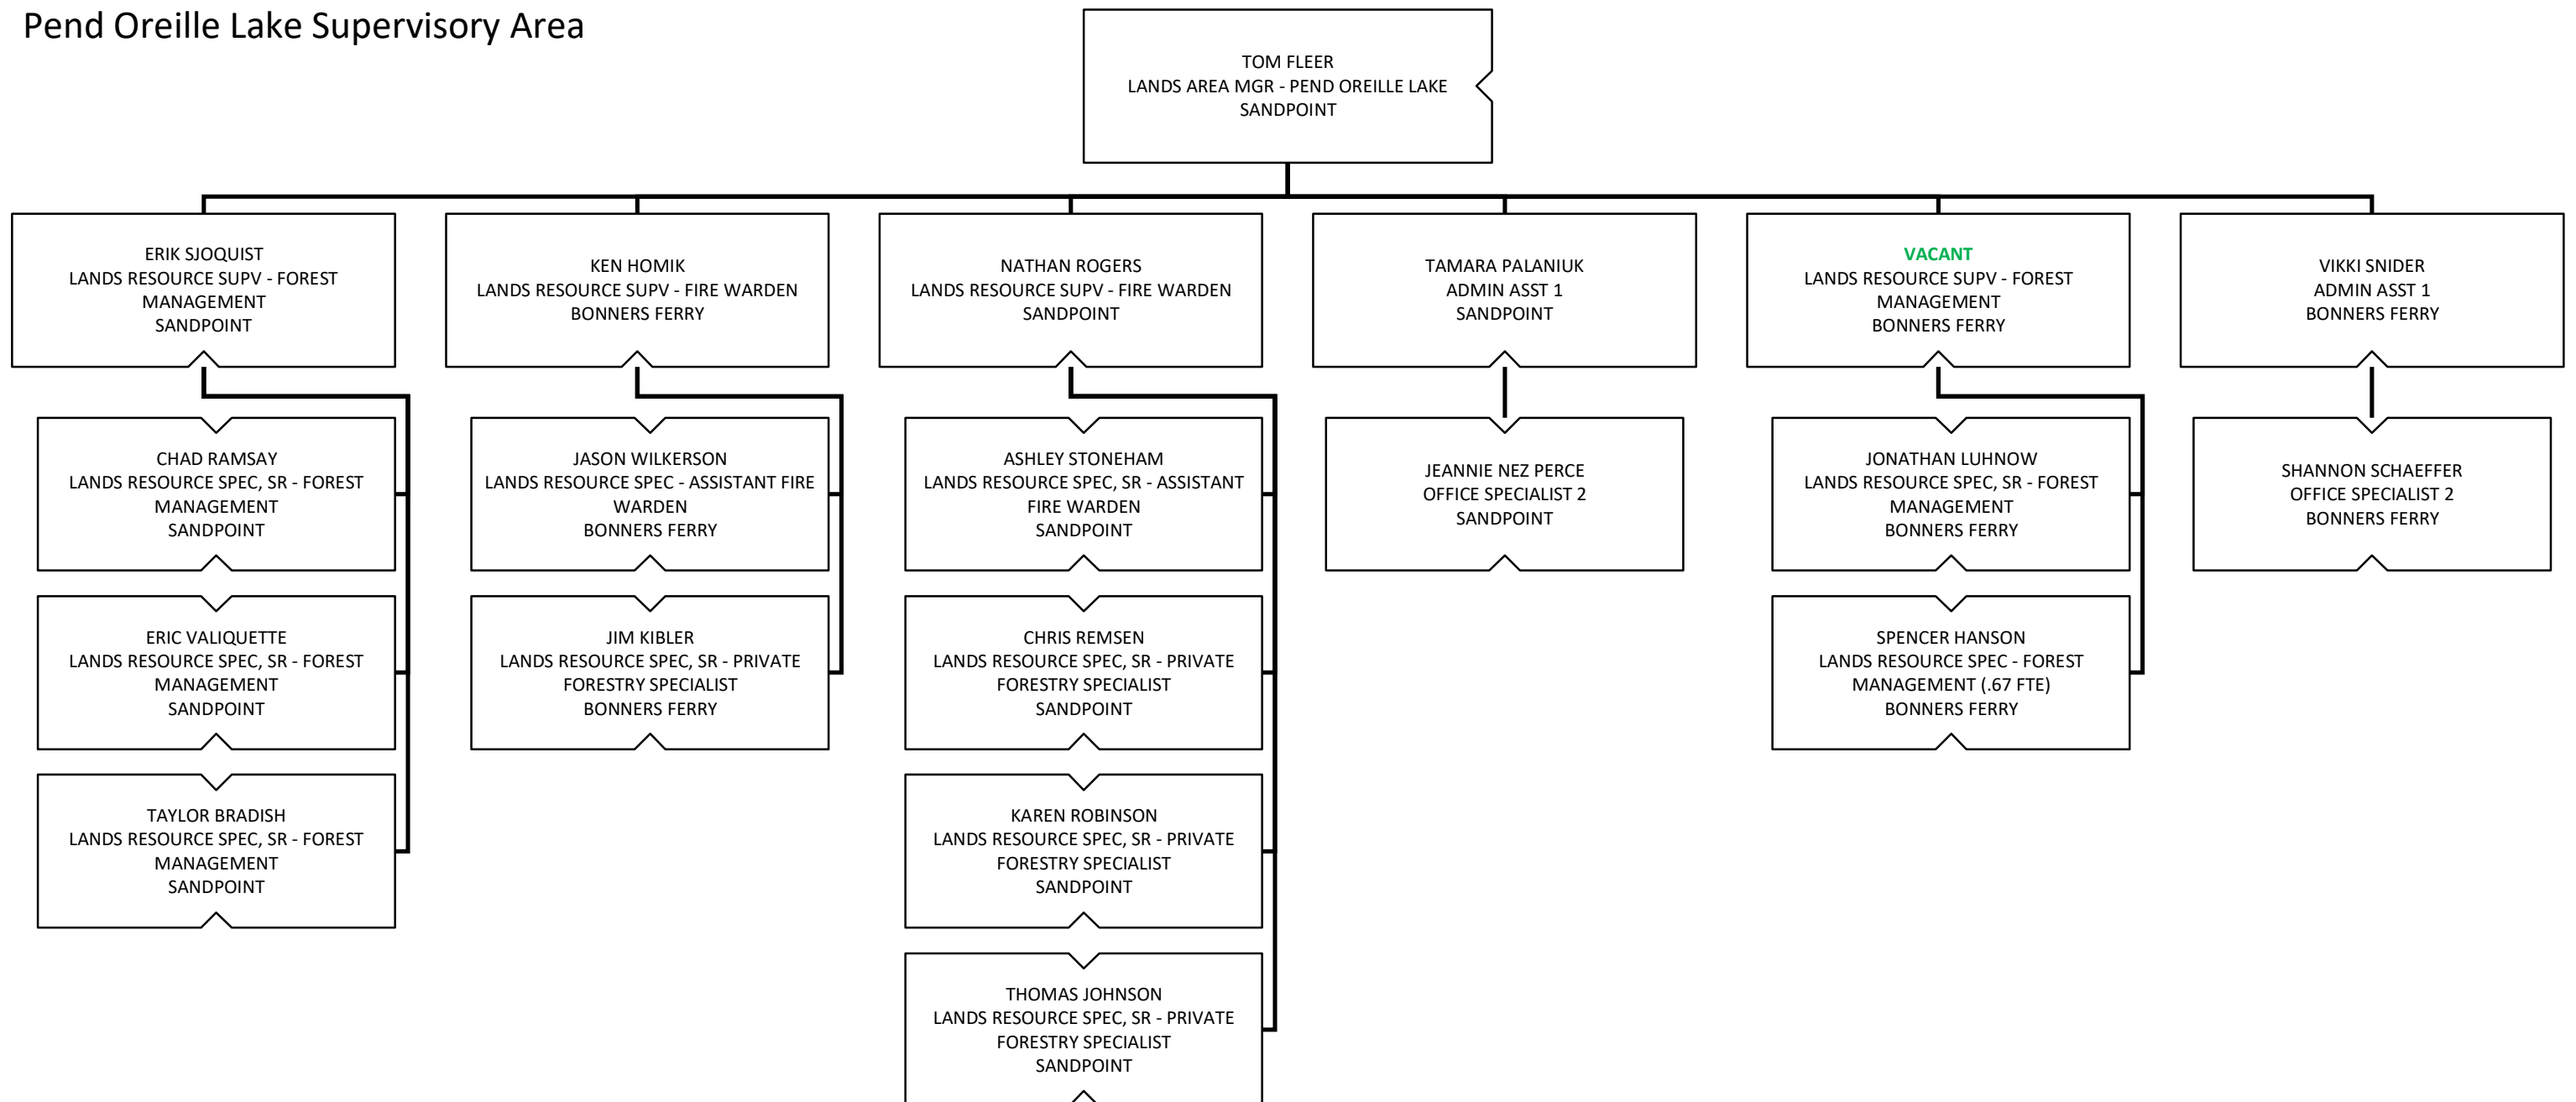 Pend Oreille Lake Supervisory Area
TOM FLEER
LANDS AREA MGR - PEND OREILLE LAKE
SANDPOINT
ERIK SJOQUIST
LANDS RESOURCE SUPV - FOREST
MANAGEMENT
SANDPOINT
KEN HOMIK
LANDS RESOURCE SUPV - FIRE WARDEN
BONNERS FERRY
NATHAN ROGERS
LANDS RESOURCE SUPV - FIRE WARDEN
SANDPOINT
TAMARA PALANIUK
ADMIN ASST 1
SANDPOINT
VACANT
LANDS RESOURCE SUPV - FOREST
MANAGEMENT
BONNERS FERRY
VIKKI SNIDER
ADMIN ASST 1
BONNERS FERRY
CHAD RAMSAY
LANDS RESOURCE SPEC, SR - FOREST
MANAGEMENT
SANDPOINT
JASON WILKERSON
LANDS RESOURCE SPEC - ASSISTANT FIRE
WARDEN
BONNERS FERRY
ASHLEY STONEHAM
LANDS RESOURCE SPEC, SR - ASSISTANT
FIRE WARDEN
SANDPOINT
JEANNIE NEZ PERCE
OFFICE SPECIALIST 2
SANDPOINT
JONATHAN LUHNOW
LANDS RESOURCE SPEC, SR - FOREST
MANAGEMENT
BONNERS FERRY
SHANNON SCHAEFFER
OFFICE SPECIALIST 2
BONNERS FERRY
ERIC VALIQUETTE
LANDS RESOURCE SPEC, SR - FOREST
MANAGEMENT
SANDPOINT
JIM KIBLER
LANDS RESOURCE SPEC, SR - PRIVATE
FORESTRY SPECIALIST
BONNERS FERRY
CHRIS REMSEN
LANDS RESOURCE SPEC, SR - PRIVATE
FORESTRY SPECIALIST
SANDPOINT
SPENCER HANSON
LANDS RESOURCE SPEC - FOREST
MANAGEMENT (.67 FTE)
BONNERS FERRY
TAYLOR BRADISH
LANDS RESOURCE SPEC, SR - FOREST
MANAGEMENT
SANDPOINT
KAREN ROBINSON
LANDS RESOURCE SPEC, SR - PRIVATE
FORESTRY SPECIALIST
SANDPOINT
THOMAS JOHNSON
LANDS RESOURCE SPEC, SR - PRIVATE
FORESTRY SPECIALIST
SANDPOINT